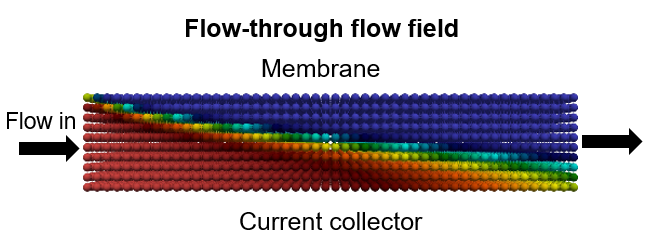 Flow-through flow field
Membrane
Flow in
Current collector